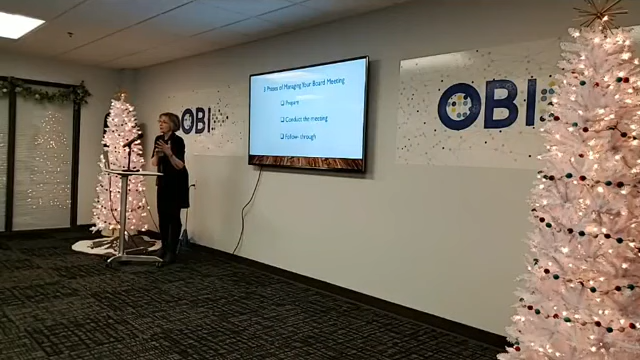 OBI
3 Phases of Managing Your Board Meeting
❑ Prepare
❑ Conduct the meeting
❑ Follow- through
OBI